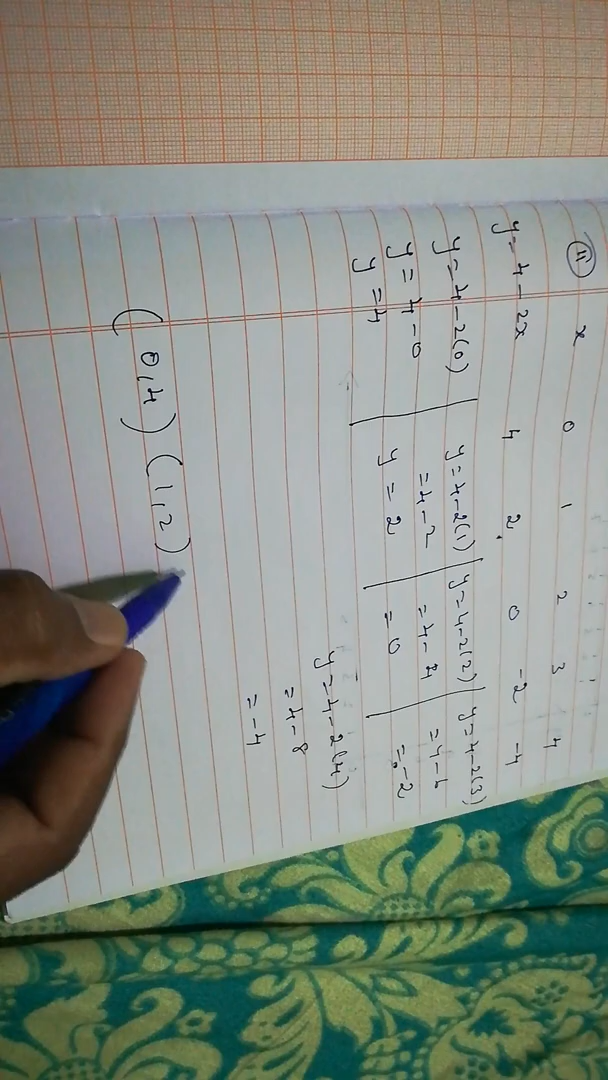 (ii) x 0 1 2 3 4
y = 4 - 2x 4 2 0 -2 -4
y = 4 - 2(0) | y = 4 - 2(1) | y = 4 - 2(2) | y = 4 - 2(3)
y = 4 - 0 | = 4 - 2 | = 4 - 4 | = 4 - 6
y = 4 | y = 2 | = 0 | = -2
y = 4 - 2(4)
= 4 - 8
= -4
(0,4) (1,2)